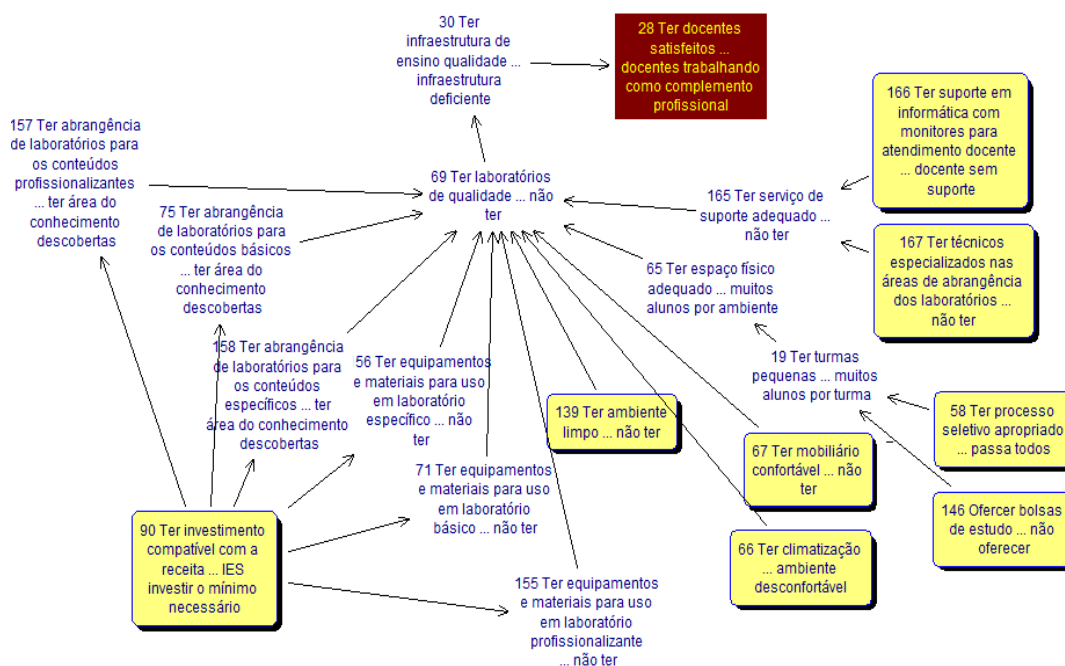 30 Ter
infraestrutura de
ensino qualidade ...
infraestrutura
deficiente
28 Ter docentes
satisfeitos ...
docentes trabalhando
como complemento
profissional
166 Ter suporte em
informática com
monitores para
atendimento docente
... docente sem
suporte
157 Ter abrangência
de laboratórios para
os conteúdos
profissionalizantes
... ter área do
conhecimento
descobertas
69 Ter laboratórios
de qualidade ... não
ter
165 Ter serviço de
suporte adequado ...
não ter
75 Ter abrangência
de laboratórios para
os conteúdos básicos
... ter área do
conhecimento
descobertas
167 Ter técnicos
especializados nas
áreas de abrangência
dos laboratórios ...
não ter
65 Ter espaço físico
adequado ... muitos
alunos por ambiente
158 Ter abrangência
de laboratórios para
os conteúdos
específicos ... ter
área do conhecimento
descobertas
56 Ter equipamentos
e materiais para uso
em laboratório
específico ... não
ter
19 Ter turmas
pequenas ... muitos
alunos por turma
139 Ter ambiente
limpo ... não ter
58 Ter processo
seletivo apropriado
... passa todos
67 Ter mobiliário
confortável ... não
ter
71 Ter equipamentos
e materiais para uso
em laboratório
básico ... não ter
146 Ofercer bolsas
de estudo ... não
oferecer
90 Ter investimento
compatível com a
receita ... IES
investir o mínimo
necessário
66 Ter climatização
... ambiente
desconfortável
155 Ter equipamentos
e materiais para uso
em laboratório
profissionalizante
... não ter